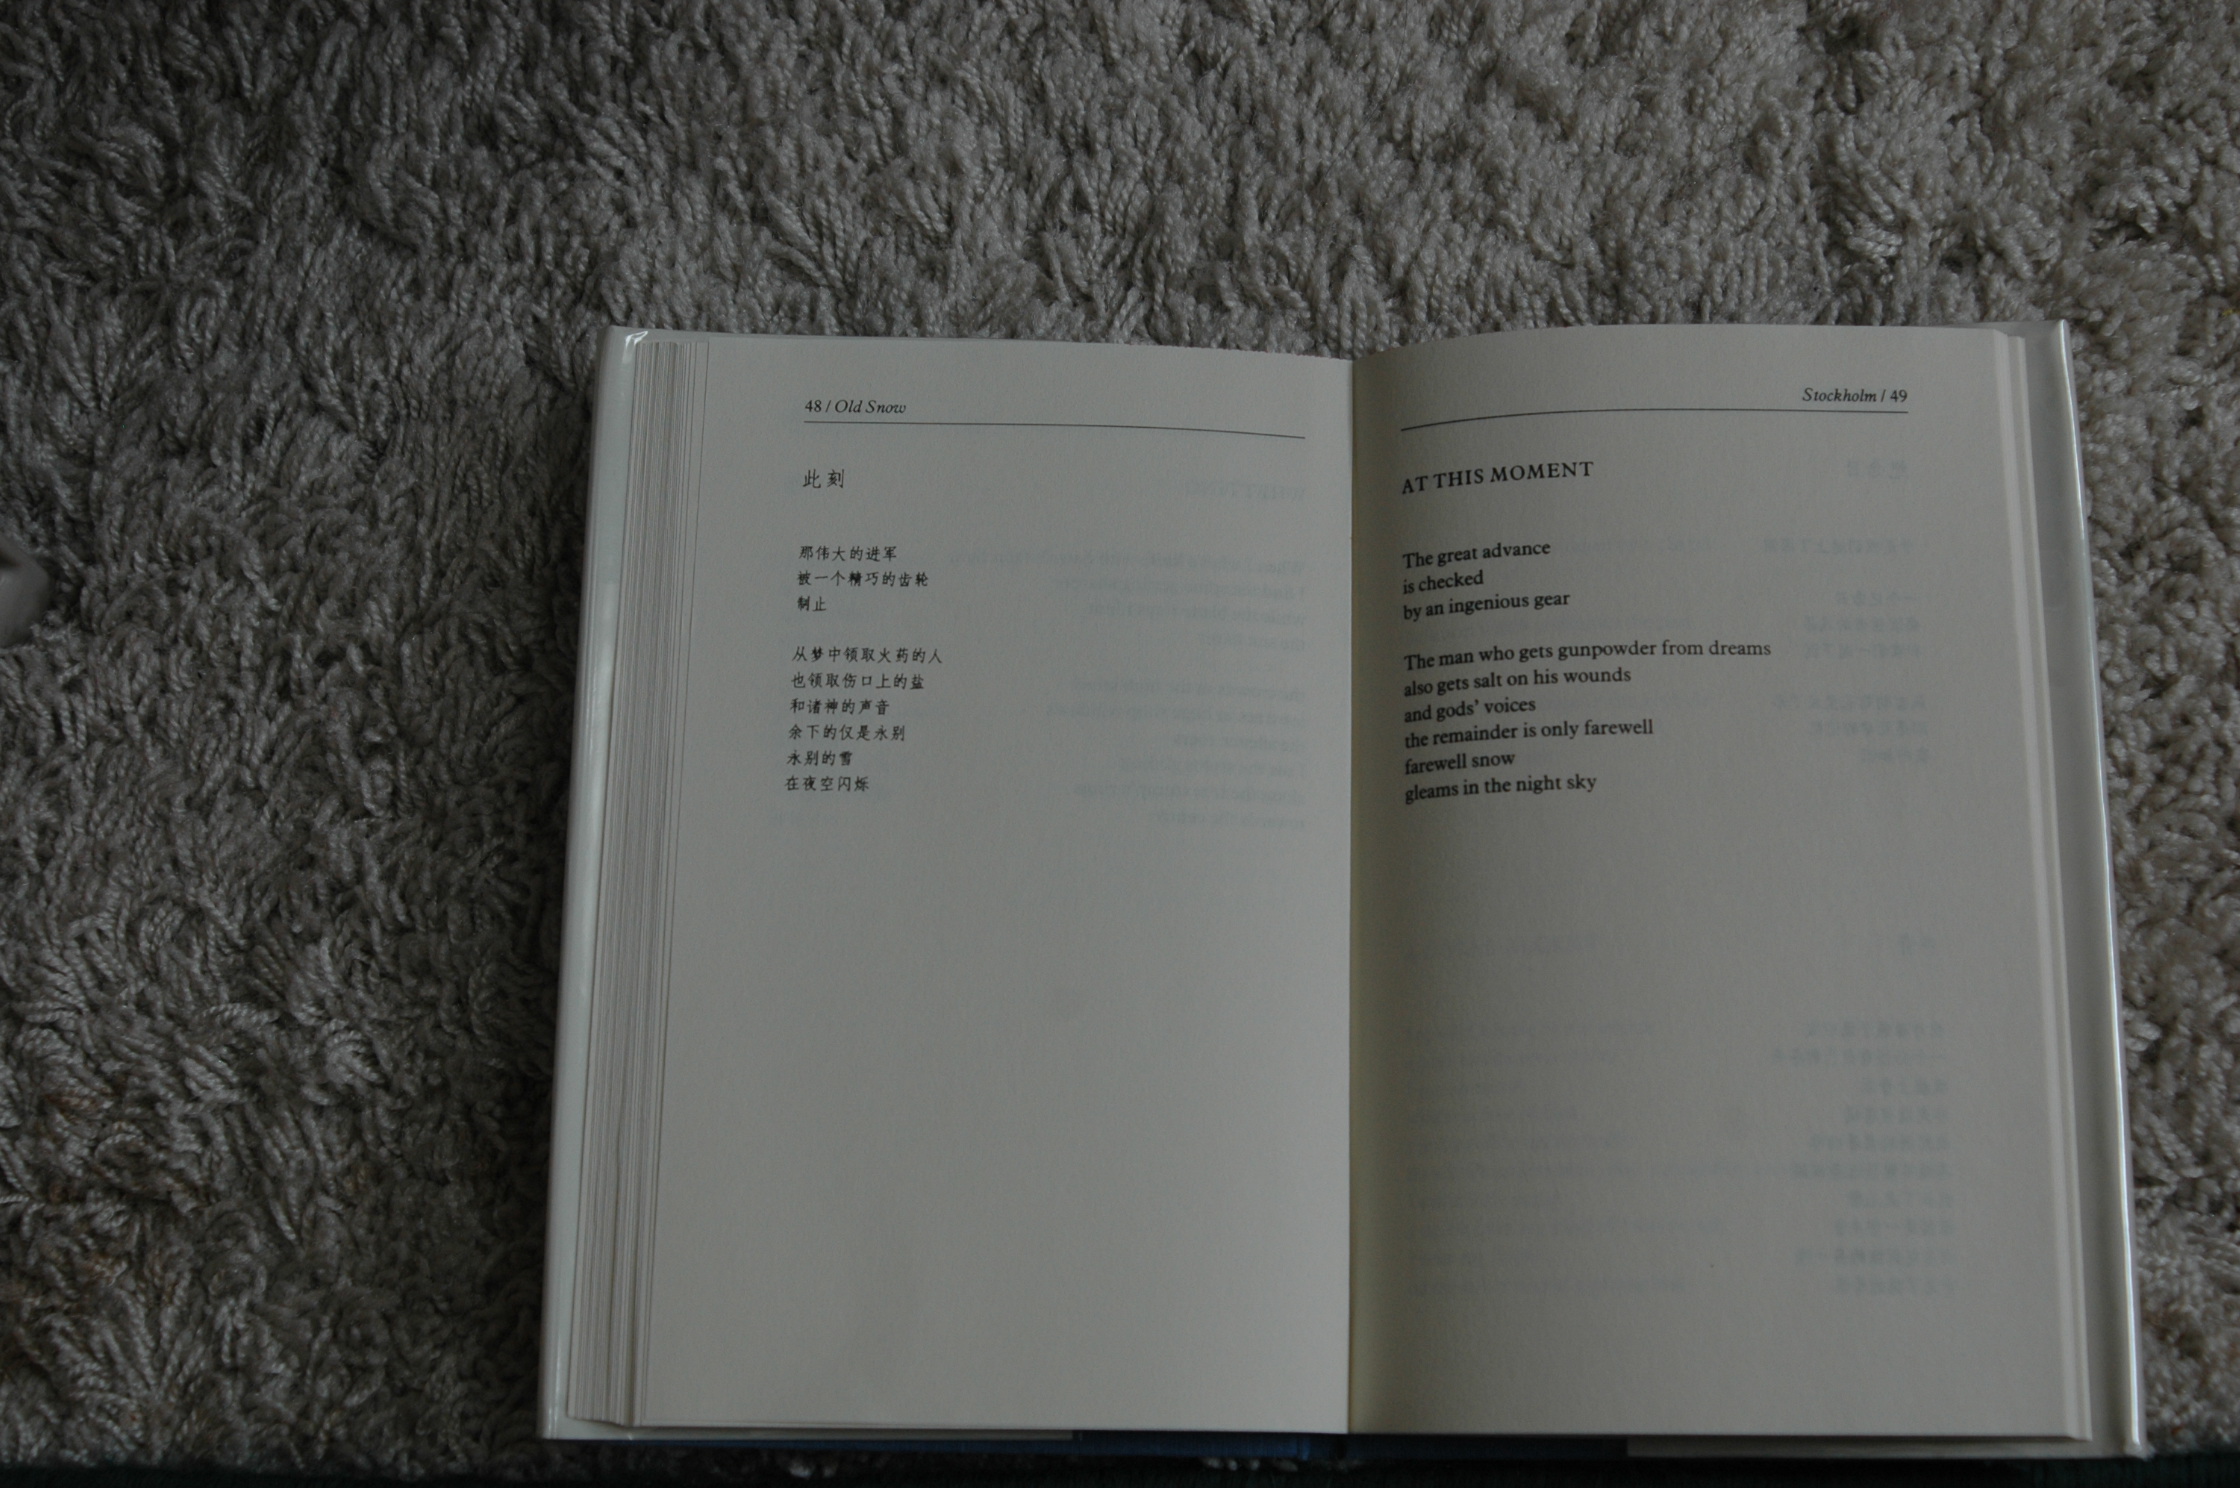 48 / Old Snow
此刻
那伟大的进军
被一个精巧的齿轮
制止
从梦中领取火药的人
也领取伤口上的盐
和诸神的声音
余下的仅是永别
永别的雪
在夜空闪烁
Stockholm / 49
AT THIS MOMENT
The great advance
is checked
by an ingenious gear
The man who gets gunpowder from dreams
also gets salt on his wounds
and gods' voices
the remainder is only farewell
farewell snow
gleams in the night sky